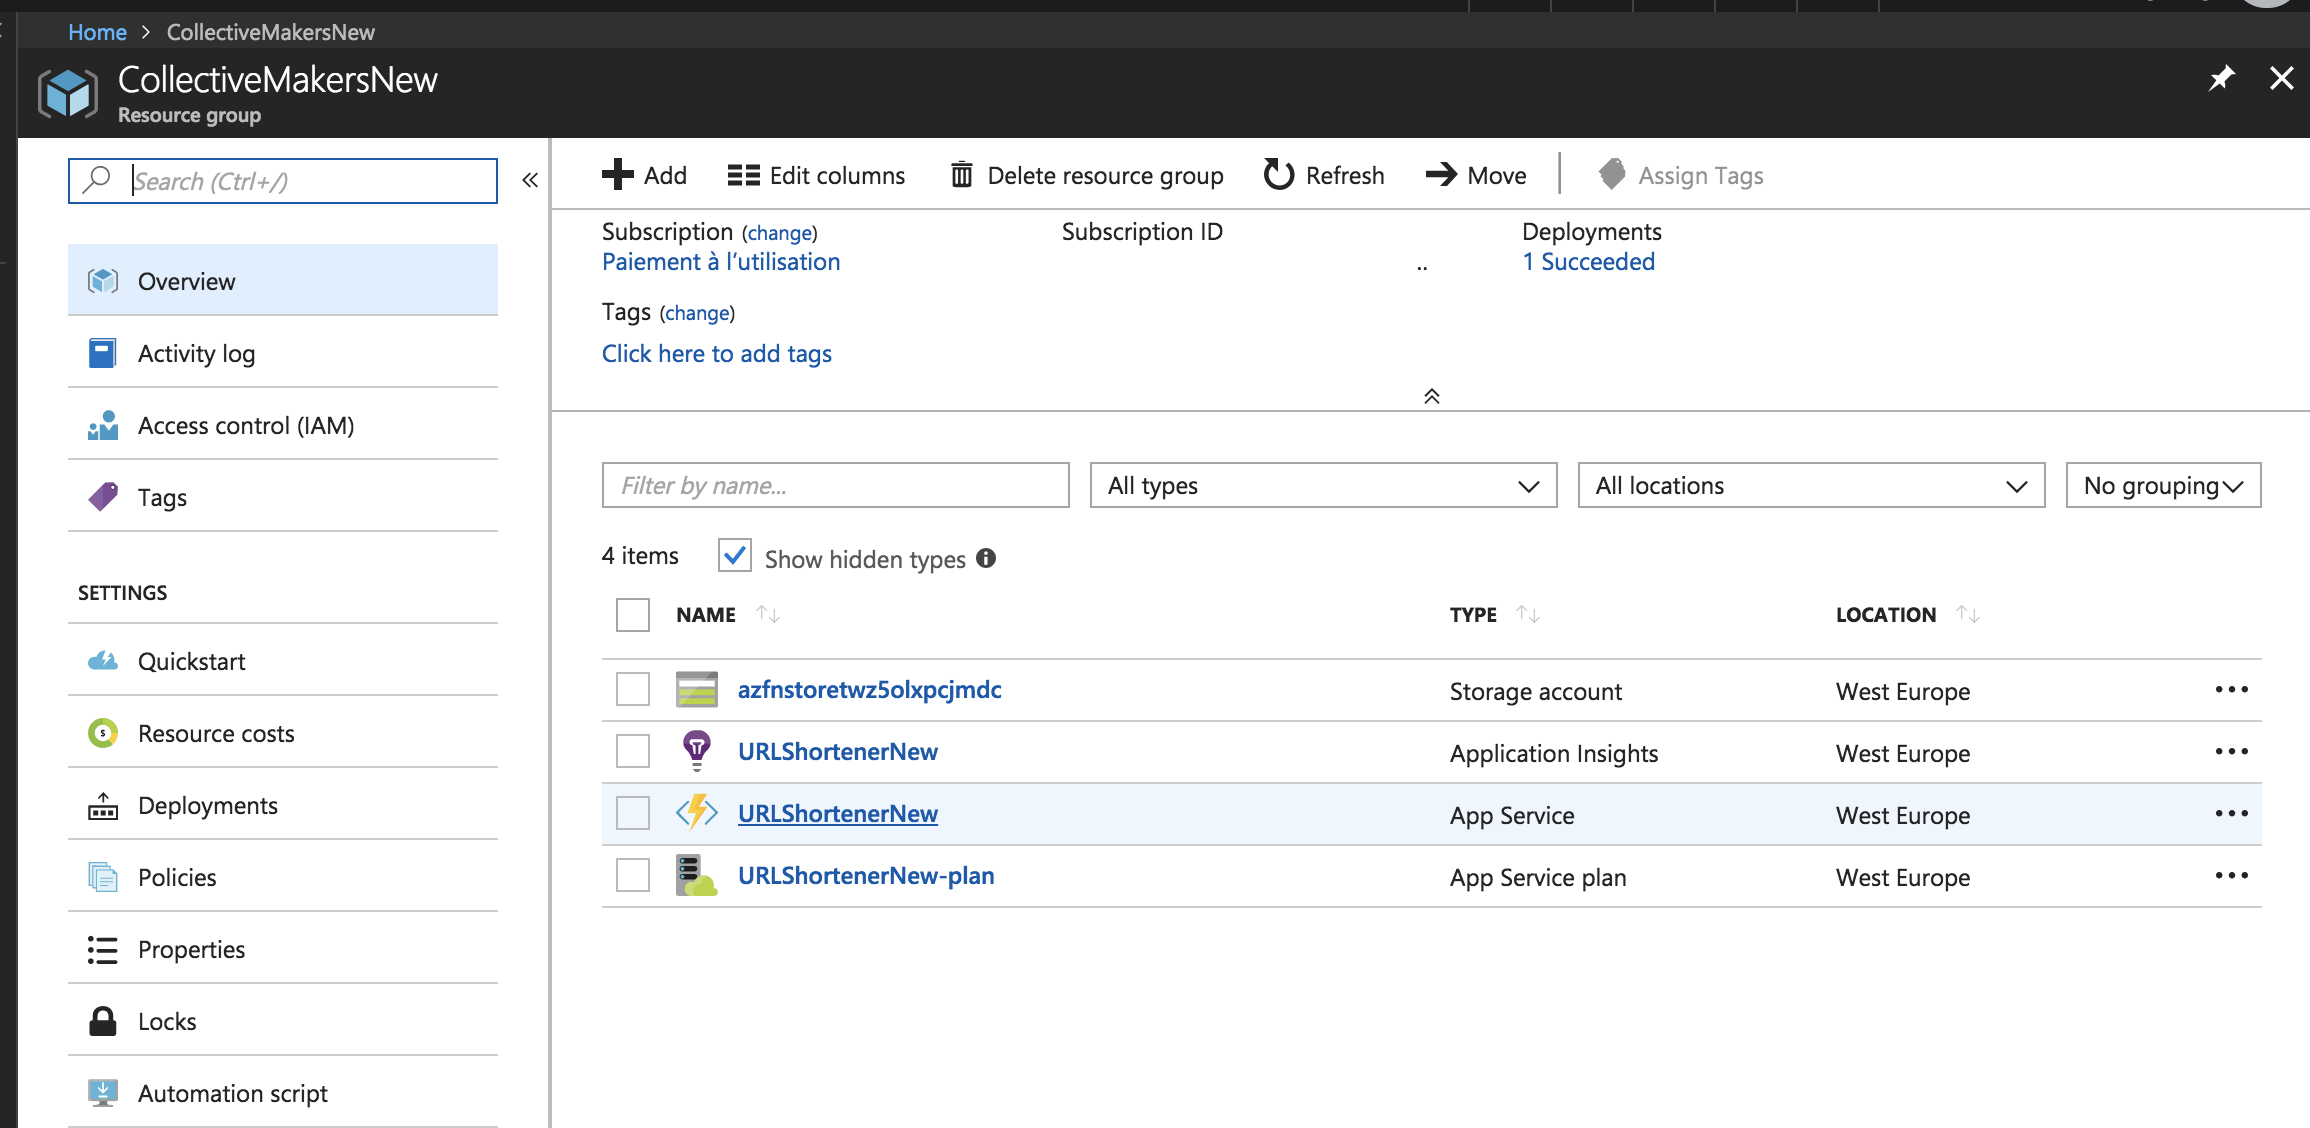 Home > CollectiveMakersNew
CollectiveMakersNew
Resource group
Search (Ctrl+/)
Overview
Activity log
Access control (IAM)
Tags
SETTINGS
Quickstart
Resource costs
Deployments
Policies
Properties
Locks
Automation script
Add Edit columns Delete resource group Refresh Move Assign Tags
Subscription (change) Subscription ID Deployments
Paiement à l’utilisation .. 1 Succeeded
Tags (change)
Click here to add tags
Filter by name... All types All locations No grouping
4 items Show hidden types
NAME TYPE LOCATION
azfnstoretwz5olxpcjmdc Storage account West Europe
URLShortenerNew Application Insights West Europe
URLShortenerNew App Service West Europe
URLShortenerNew-plan App Service plan West Europe